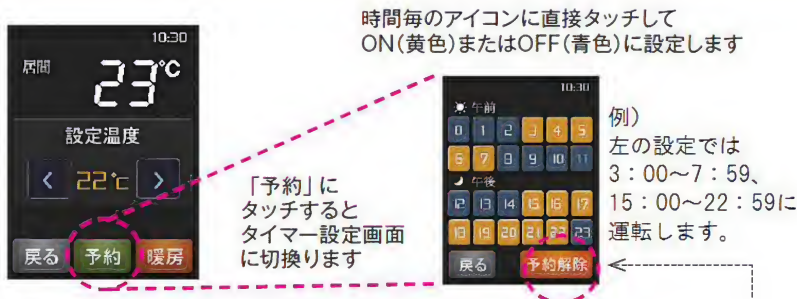 時間毎のアイコンに直接タッチして
ON(黄色)またはOFF(青色)に設定します
10:30
居間
23℃
設定温度
< 22℃ >
戻る 予約 暖房
「予約」に
タッチすると
タイマー設定画面
に切換ります
10:30
午前
0 1 2 3 4 5
6 7 8 9 10 11
午後
12 13 14 15 16 17
18 19 20 21 22 23
戻る 予約解除
例)
左の設定では
3:00〜7:59、
15:00〜22:59に
運転します。